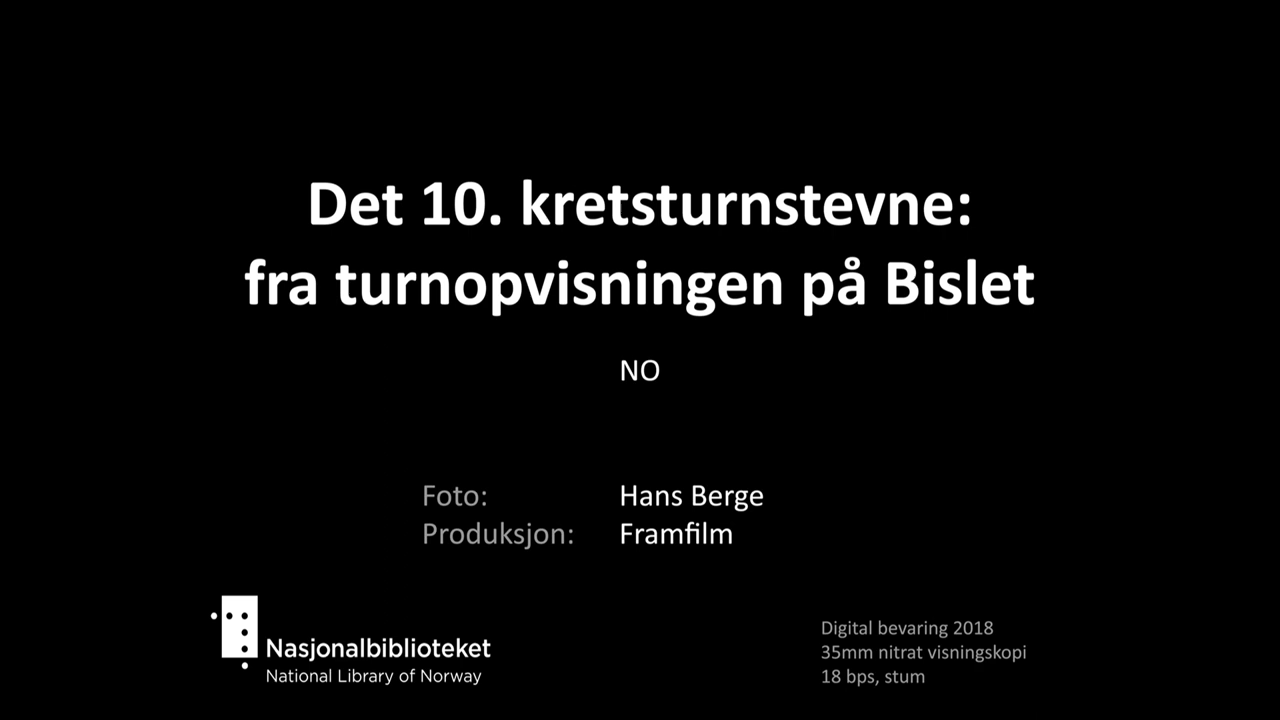 Det 10. kretsturnstevne:
fra turnopvisningen på Bislet
NO
Foto: Hans Berge
Produksjon: Framfilm
Nasjonalbiblioteket
National Library of Norway
Digital bevaring 2018
35mm nitrat visningskopi
18 bps, stum